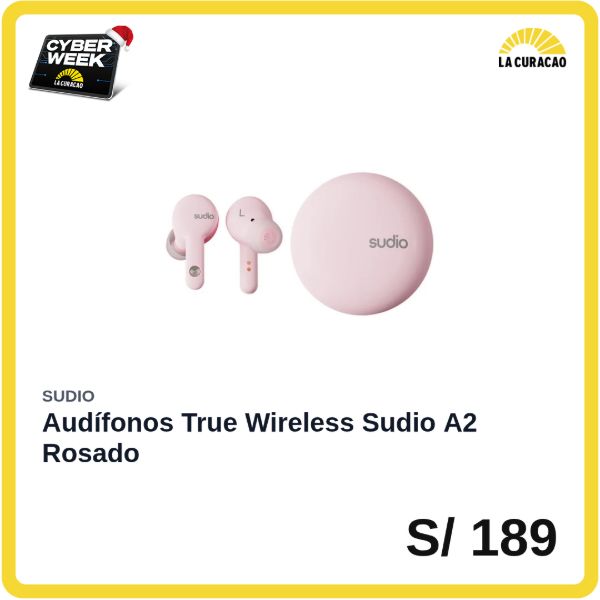 CYBER
WEEK
LA CURACAO
LA CURACAO
sudio
L
sudio
SUDIO
Audífonos True Wireless Sudio A2
Rosado
S/ 189